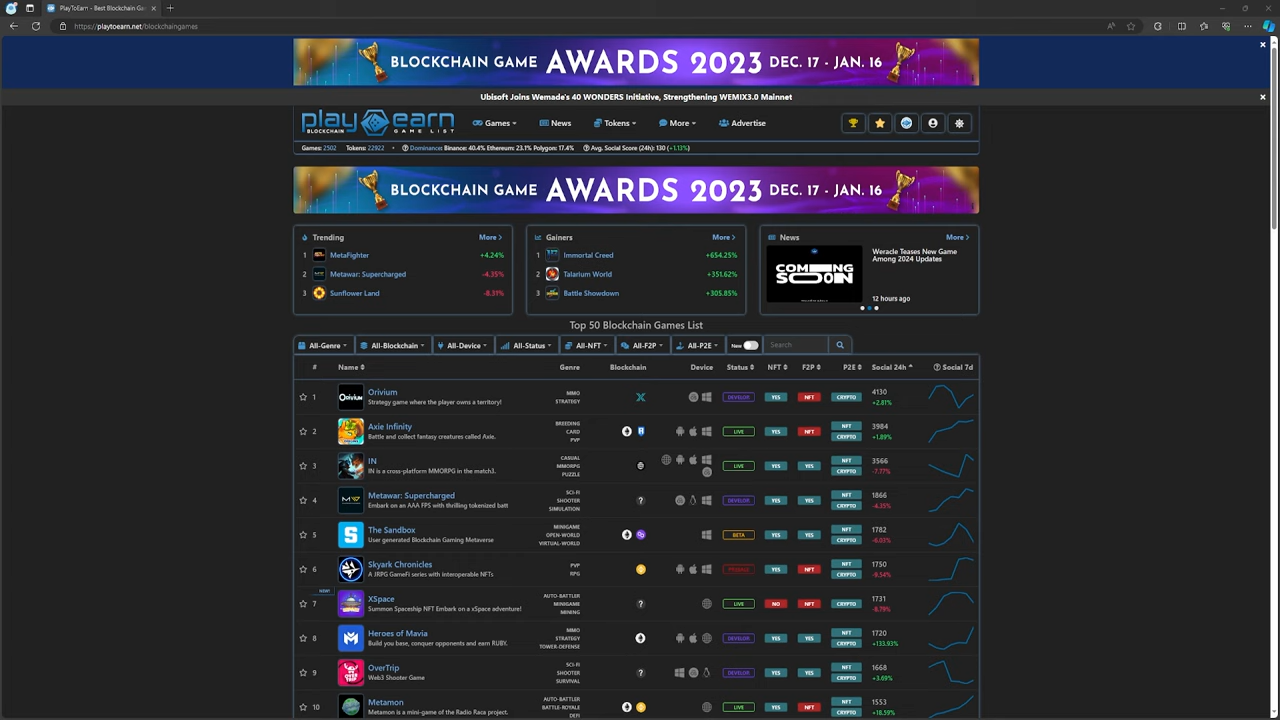 PlayToEarn - Best Blockchain Gam
https://playtoearn.net/blockchaingames
BLOCKCHAIN GAME AWARDS 2023 DEC. 17 - JAN. 16
Ubisoft Joins Wemade's 40 WONDERS Initiative, Strengthening WEMIX3.0 Mainnet
play earn
BLOCKCHAIN GAME LIST
Games News Tokens More Advertise
Games: 2502 Tokens: 22922 • Dominance: Binance: 40.4% Ethereum: 23.1% Polygon: 17.4% Avg. Social Score (24h): 130 (+1.13%)
BLOCKCHAIN GAME AWARDS 2023 DEC. 17 - JAN. 16
Trending More
1 MetaFighter +4.24%
2 Metawar: Supercharged -4.35%
3 Sunflower Land -8.31%
Gainers More
1 Immortal Creed +654.25%
2 Talarium World +351.62%
3 Battle Showdown +305.85%
News More
COMING SOON
Weracle Teases New Game
Among 2024 Updates
12 hours ago
Top 50 Blockchain Games List
All-Genre All-Blockchain All-Device All-Status All-NFT All-F2P All-P2E New Search
# Name Genre Blockchain Device Status NFT F2P P2E Social 24h Social 7d
1 Orivium MMO STRATEGY DEVELOP YES NFT CRYPTO 4130
Strategy game where the player owns a territory! +2.81%
2 Axie Infinity BREEDING CARD PVP LIVE YES NFT NFT CRYPTO 3984
Battle and collect fantasy creatures called Axie. +1.89%
3 IN CASUAL MMORPG PUZZLE LIVE YES YES NFT CRYPTO 3566
IN is a cross-platform MMORPG in the match3. -7.77%
4 Metawar: Supercharged SCI-FI SHOOTER SIMULATION DEVELOP YES YES NFT CRYPTO 1866
Embark on an AAA FPS with thrilling tokenized batt -4.35%
5 The Sandbox MINIGAME OPEN-WORLD VIRTUAL-WORLD BETA YES YES NFT CRYPTO 1782
User generated Blockchain Gaming Metaverse -6.03%
6 Skyark Chronicles PVP RPG YES NFT NFT CRYPTO 1750
A JRPG GameFi series with interoperable NFTs -9.54%
NEW!
7 XSpace AUTO-BATTLER MINIGAME MINING LIVE NO NFT CRYPTO 1731
Summon Spaceship NFT Embark on a xSpace adventure! -8.79%
8 Heroes of Mavia MMO STRATEGY TOWER-DEFENSE DEVELOP YES YES NFT CRYPTO 1720
Build you base, conquer opponents and earn RUBY. +133.93%
9 OverTrip SCI-FI SHOOTER SURVIVAL DEVELOP YES YES NFT CRYPTO 1668
Web3 Shooter Game +3.69%
10 Metamon AUTO-BATTLER BATTLE-ROYALE DEFI LIVE YES NFT NFT CRYPTO 1553
Metamon is a mini-game of the Radio Raca project. +18.59%